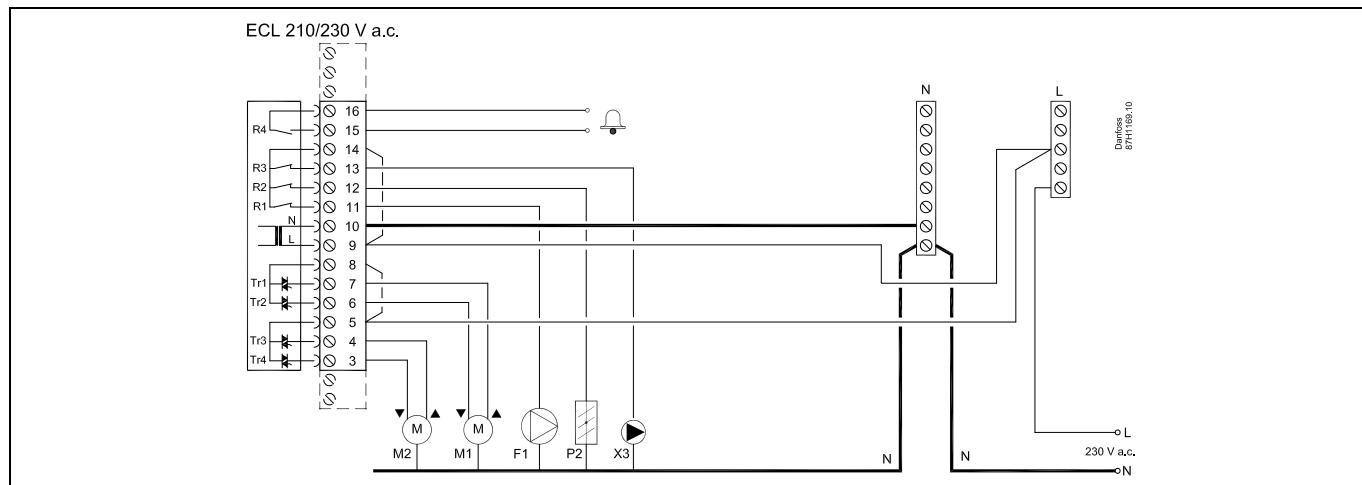 ECL 210/230 V a.c.
N
L
Danfoss
87H1169.10
16
R4 15
14
R3 13
R2 12
R1 11
N 10
L 9
8
Tr1 7
Tr2 6
5
Tr3 4
Tr4 3
M M
M2 M1 F1 P2 X3
N N
L
230 V a.c.
N